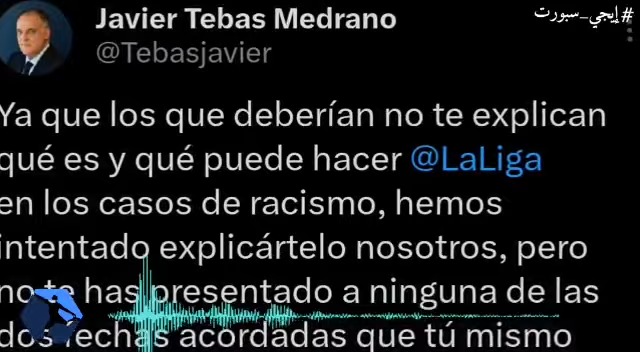 Javier Tebas Medrano
#إيجي_سبورت
@Tebasjavier
Ya que los que deberían no te explican
qué es y qué puede hacer @LaLiga
en los casos de racismo, hemos
intentado explicártelo nosotros, pero
no te has presentado a ninguna de las
dos fechas acordadas que tú mismo